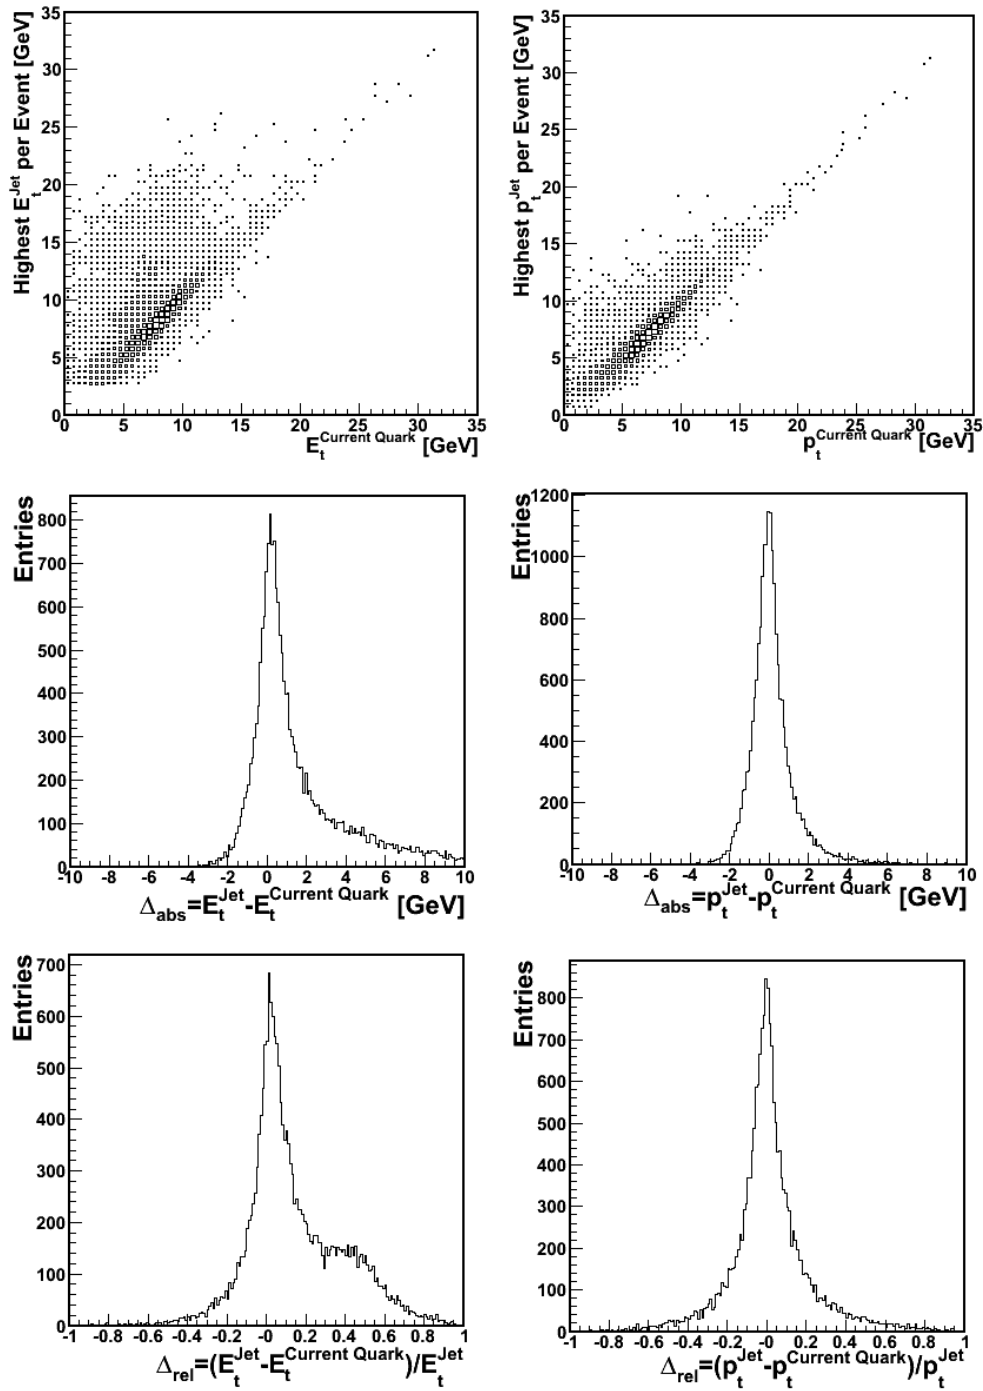 Highest E_t^Jet per Event [GeV]
35
30
25
20
15
10
5
0
0 5 10 15 20 25 30 35
E_t^Current Quark [GeV]
Highest p_t^Jet per Event [GeV]
35
30
25
20
15
10
5
0
0 5 10 15 20 25 30 35
p_t^Current Quark [GeV]
Entries
800
700
600
500
400
300
200
100
0
-10 -8 -6 -4 -2 0 2 4 6 8 10
Δ_abs=E_t^Jet-E_t^Current Quark [GeV]
Entries
1200
1000
800
600
400
200
0
-10 -8 -6 -4 -2 0 2 4 6 8 10
Δ_abs=p_t^Jet-p_t^Current Quark [GeV]
Entries
700
600
500
400
300
200
100
0
-1 -0.8 -0.6 -0.4 -0.2 -0 0.2 0.4 0.6 0.8 1
Δ_rel=(E_t^Jet-E_t^Current Quark)/E_t^Jet
Entries
800
700
600
500
400
300
200
100
0
-1 -0.8 -0.6 -0.4 -0.2 -0 0.2 0.4 0.6 0.8 1
Δ_rel=(p_t^Jet-p_t^Current Quark)/p_t^Jet